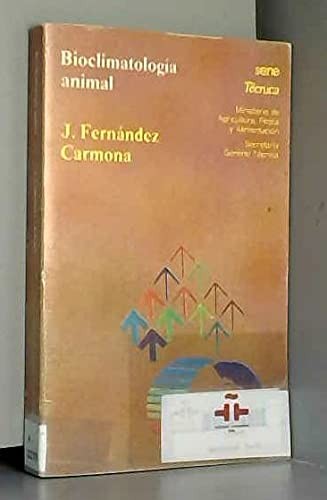 Bioclimatología
animal
J. Fernández
Carmona
serie
Técnica
Ministerio de
Agricultura, Pesca
y Alimentación
Secretaría
General Técnica